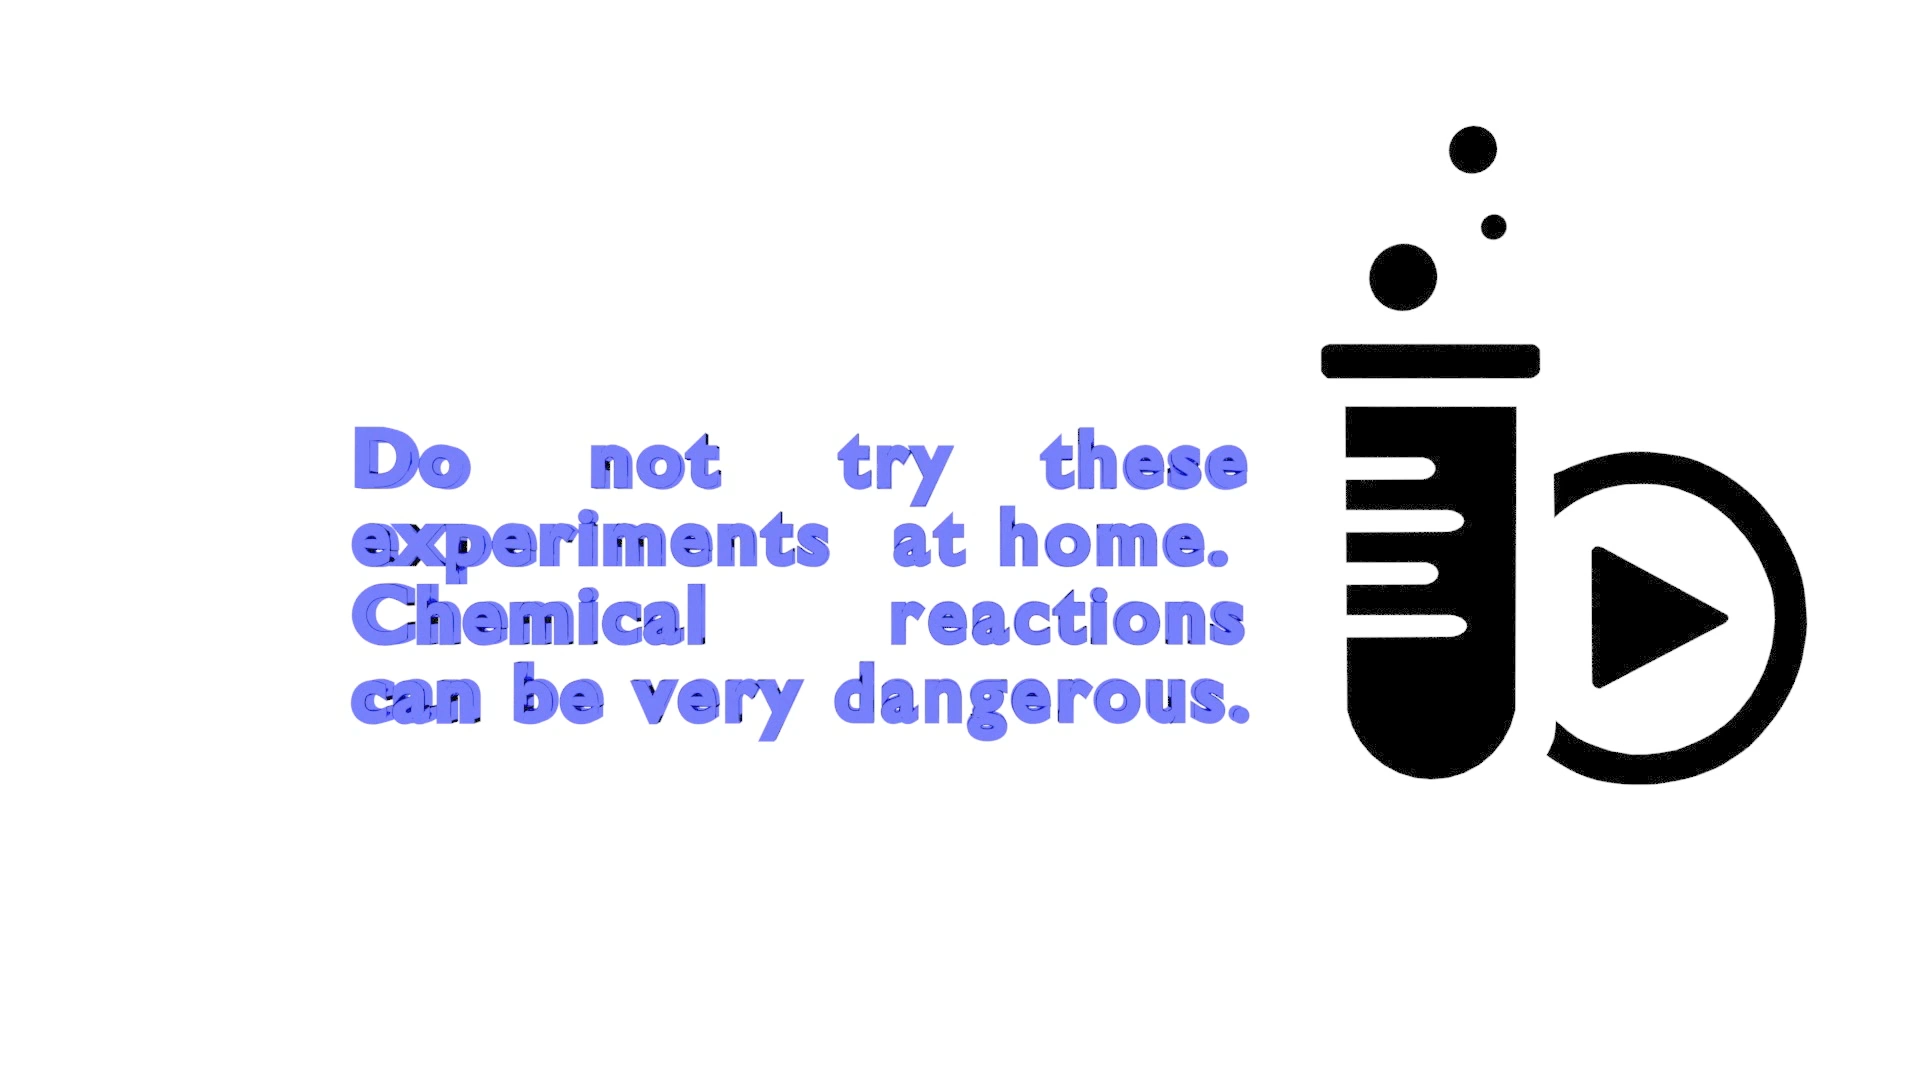 Do not try these
experiments at home.
Chemical reactions
can be very dangerous.